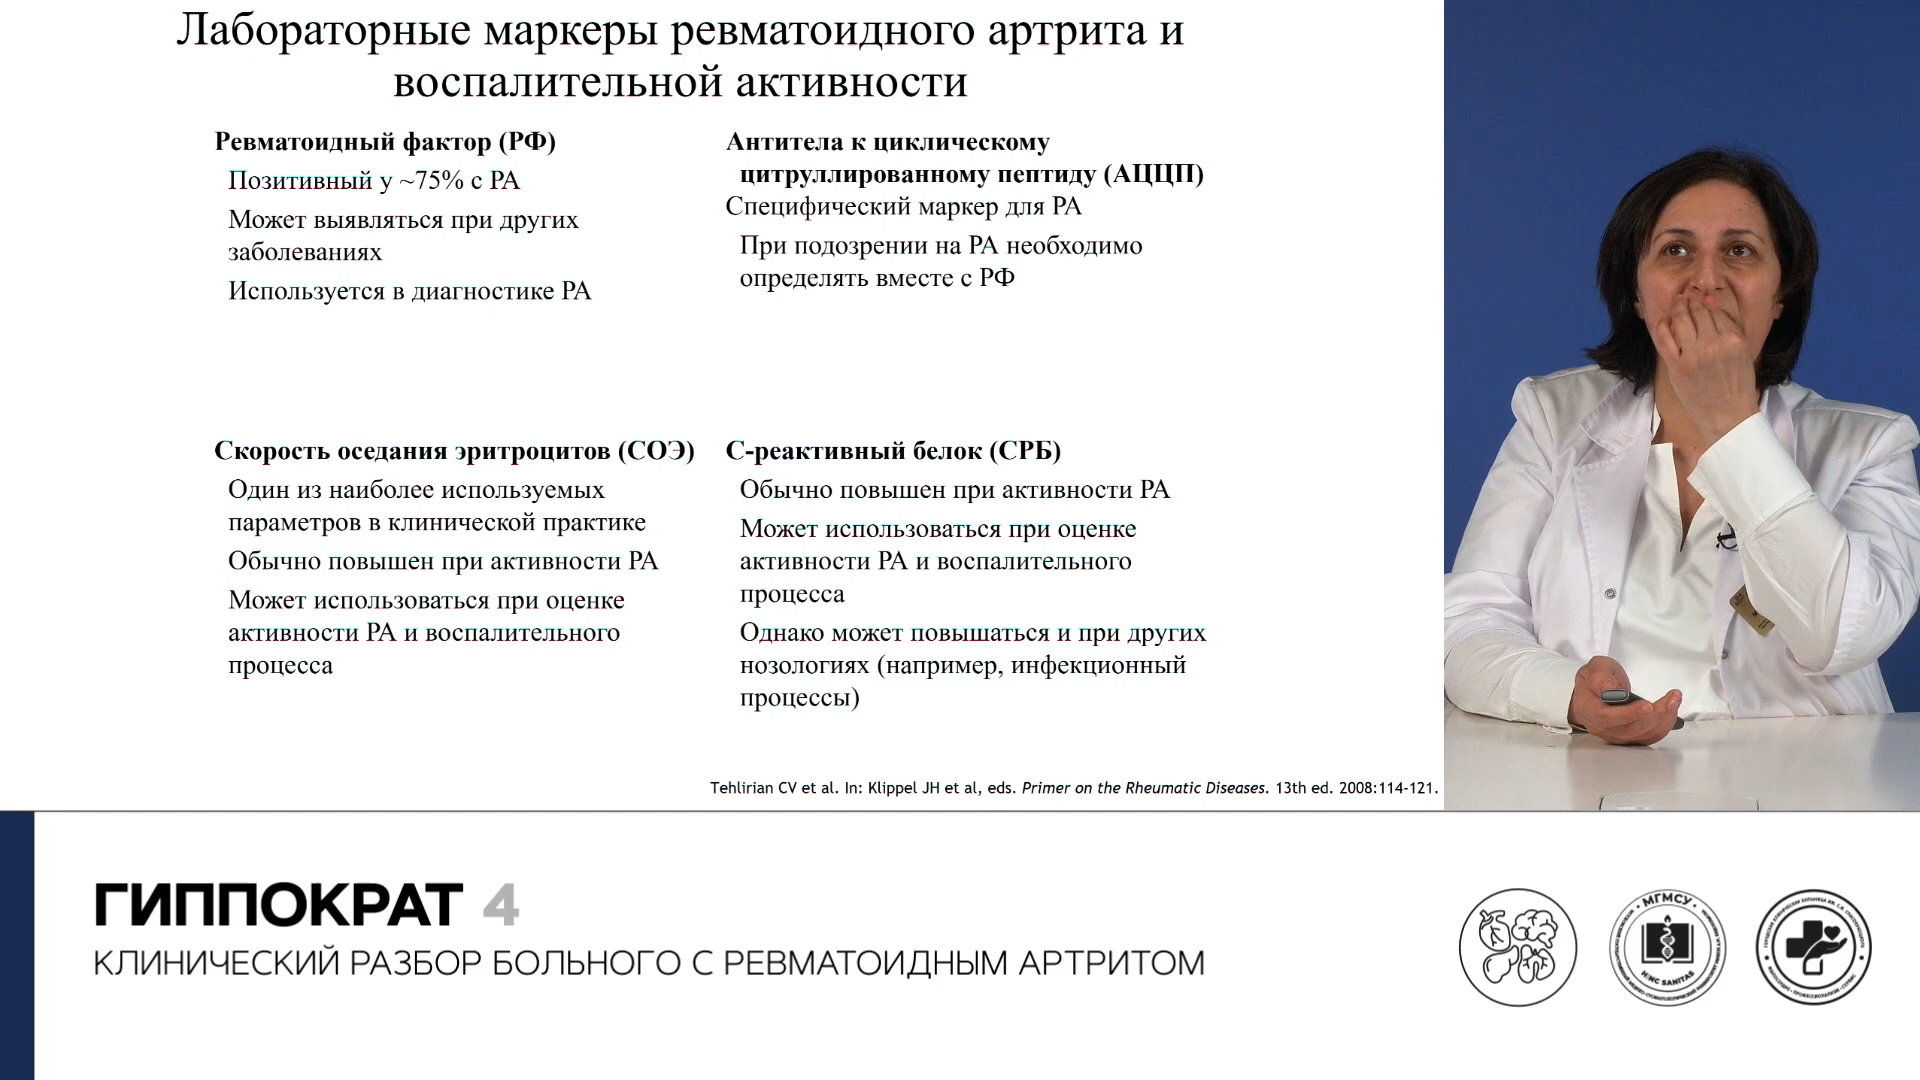 Лабораторные маркеры ревматоидного артрита и
воспалительной активности
Ревматоидный фактор (РФ)
Позитивный у ~75% с РА
Может выявляться при других
заболеваниях
Используется в диагностике РА
Антитела к циклическому
цитруллированному пептиду (АЦЦП)
Специфический маркер для РА
При подозрении на РА необходимо
определять вместе с РФ
Скорость оседания эритроцитов (СОЭ)
Один из наиболее используемых
параметров в клинической практике
Обычно повышен при активности РА
Может использоваться при оценке
активности РА и воспалительного
процесса
С-реактивный белок (СРБ)
Обычно повышен при активности РА
Может использоваться при оценке
активности РА и воспалительного
процесса
Однако может повышаться и при других
нозологиях (например, инфекционный
процессы)
Tehlirian CV et al. In: Klippel JH et al, eds. Primer on the Rheumatic Diseases. 13th ed. 2008:114-121.
ГИППОКРАТ 4
КЛИНИЧЕСКИЙ РАЗБОР БОЛЬНОГО С РЕВМАТОИДНЫМ АРТРИТОМ
МГМСУ
SANITAS